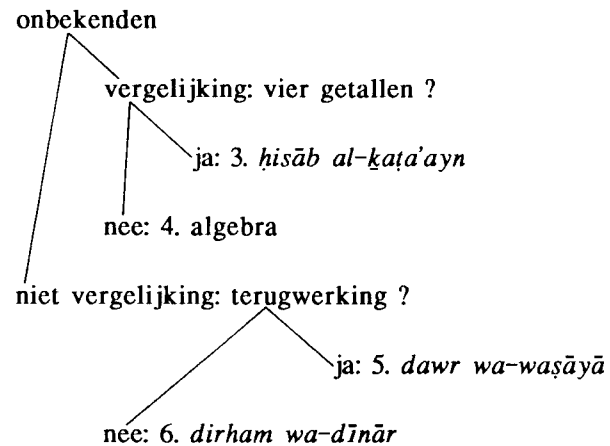 onbekenden
vergelijking: vier getallen ?
ja: 3. ḥisāb al-ḵaṭa'ayn
nee: 4. algebra
niet vergelijking: terugwerking ?
ja: 5. dawr wa-waṣāyā
nee: 6. dirham wa-dīnār